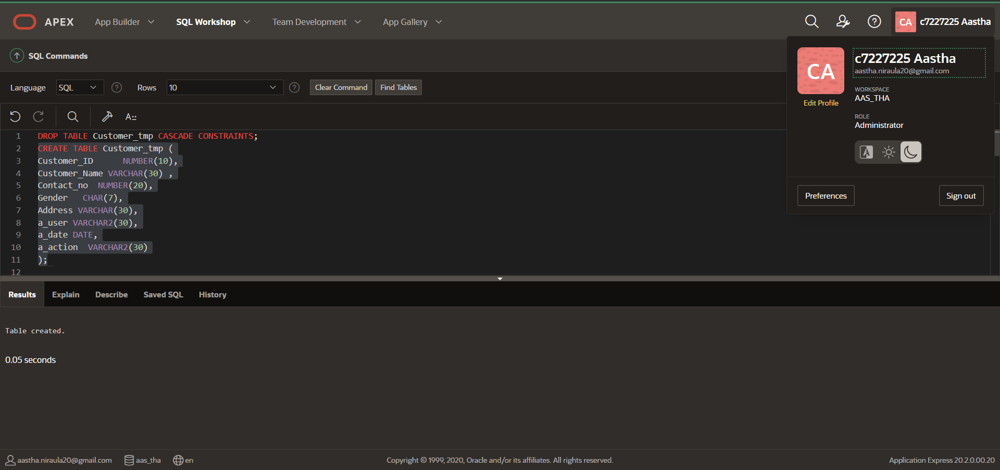 APEX App Builder SQL Workshop Team Development App Gallery CA c7227225 Aastha
SQL Commands
CA
c7227225 Aastha
aastha.niraula20@gmail.com
Edit Profile
WORKSPACE
AAS_THA
ROLE
Administrator
Preferences Sign out
Language SQL ? Rows 10 ? Clear Command Find Tables
A::
1 DROP TABLE Customer_tmp CASCADE CONSTRAINTS;
2 CREATE TABLE Customer_tmp (
3 Customer_ID      NUMBER(10),
4 Customer_Name VARCHAR(30) ,
5 Contact_no  NUMBER(20),
6 Gender   CHAR(7),
7 Address VARCHAR(30),
8 a_user VARCHAR2(30),
9 a_date DATE,
10 a_action  VARCHAR2(30)
11 );
12
Results Explain Describe Saved SQL History
Table created.
0.05 seconds
aastha.niraula20@gmail.com aas_tha en Copyright © 1999, 2020, Oracle and/or its affiliates. All rights reserved. Application Express 20.2.0.00.20